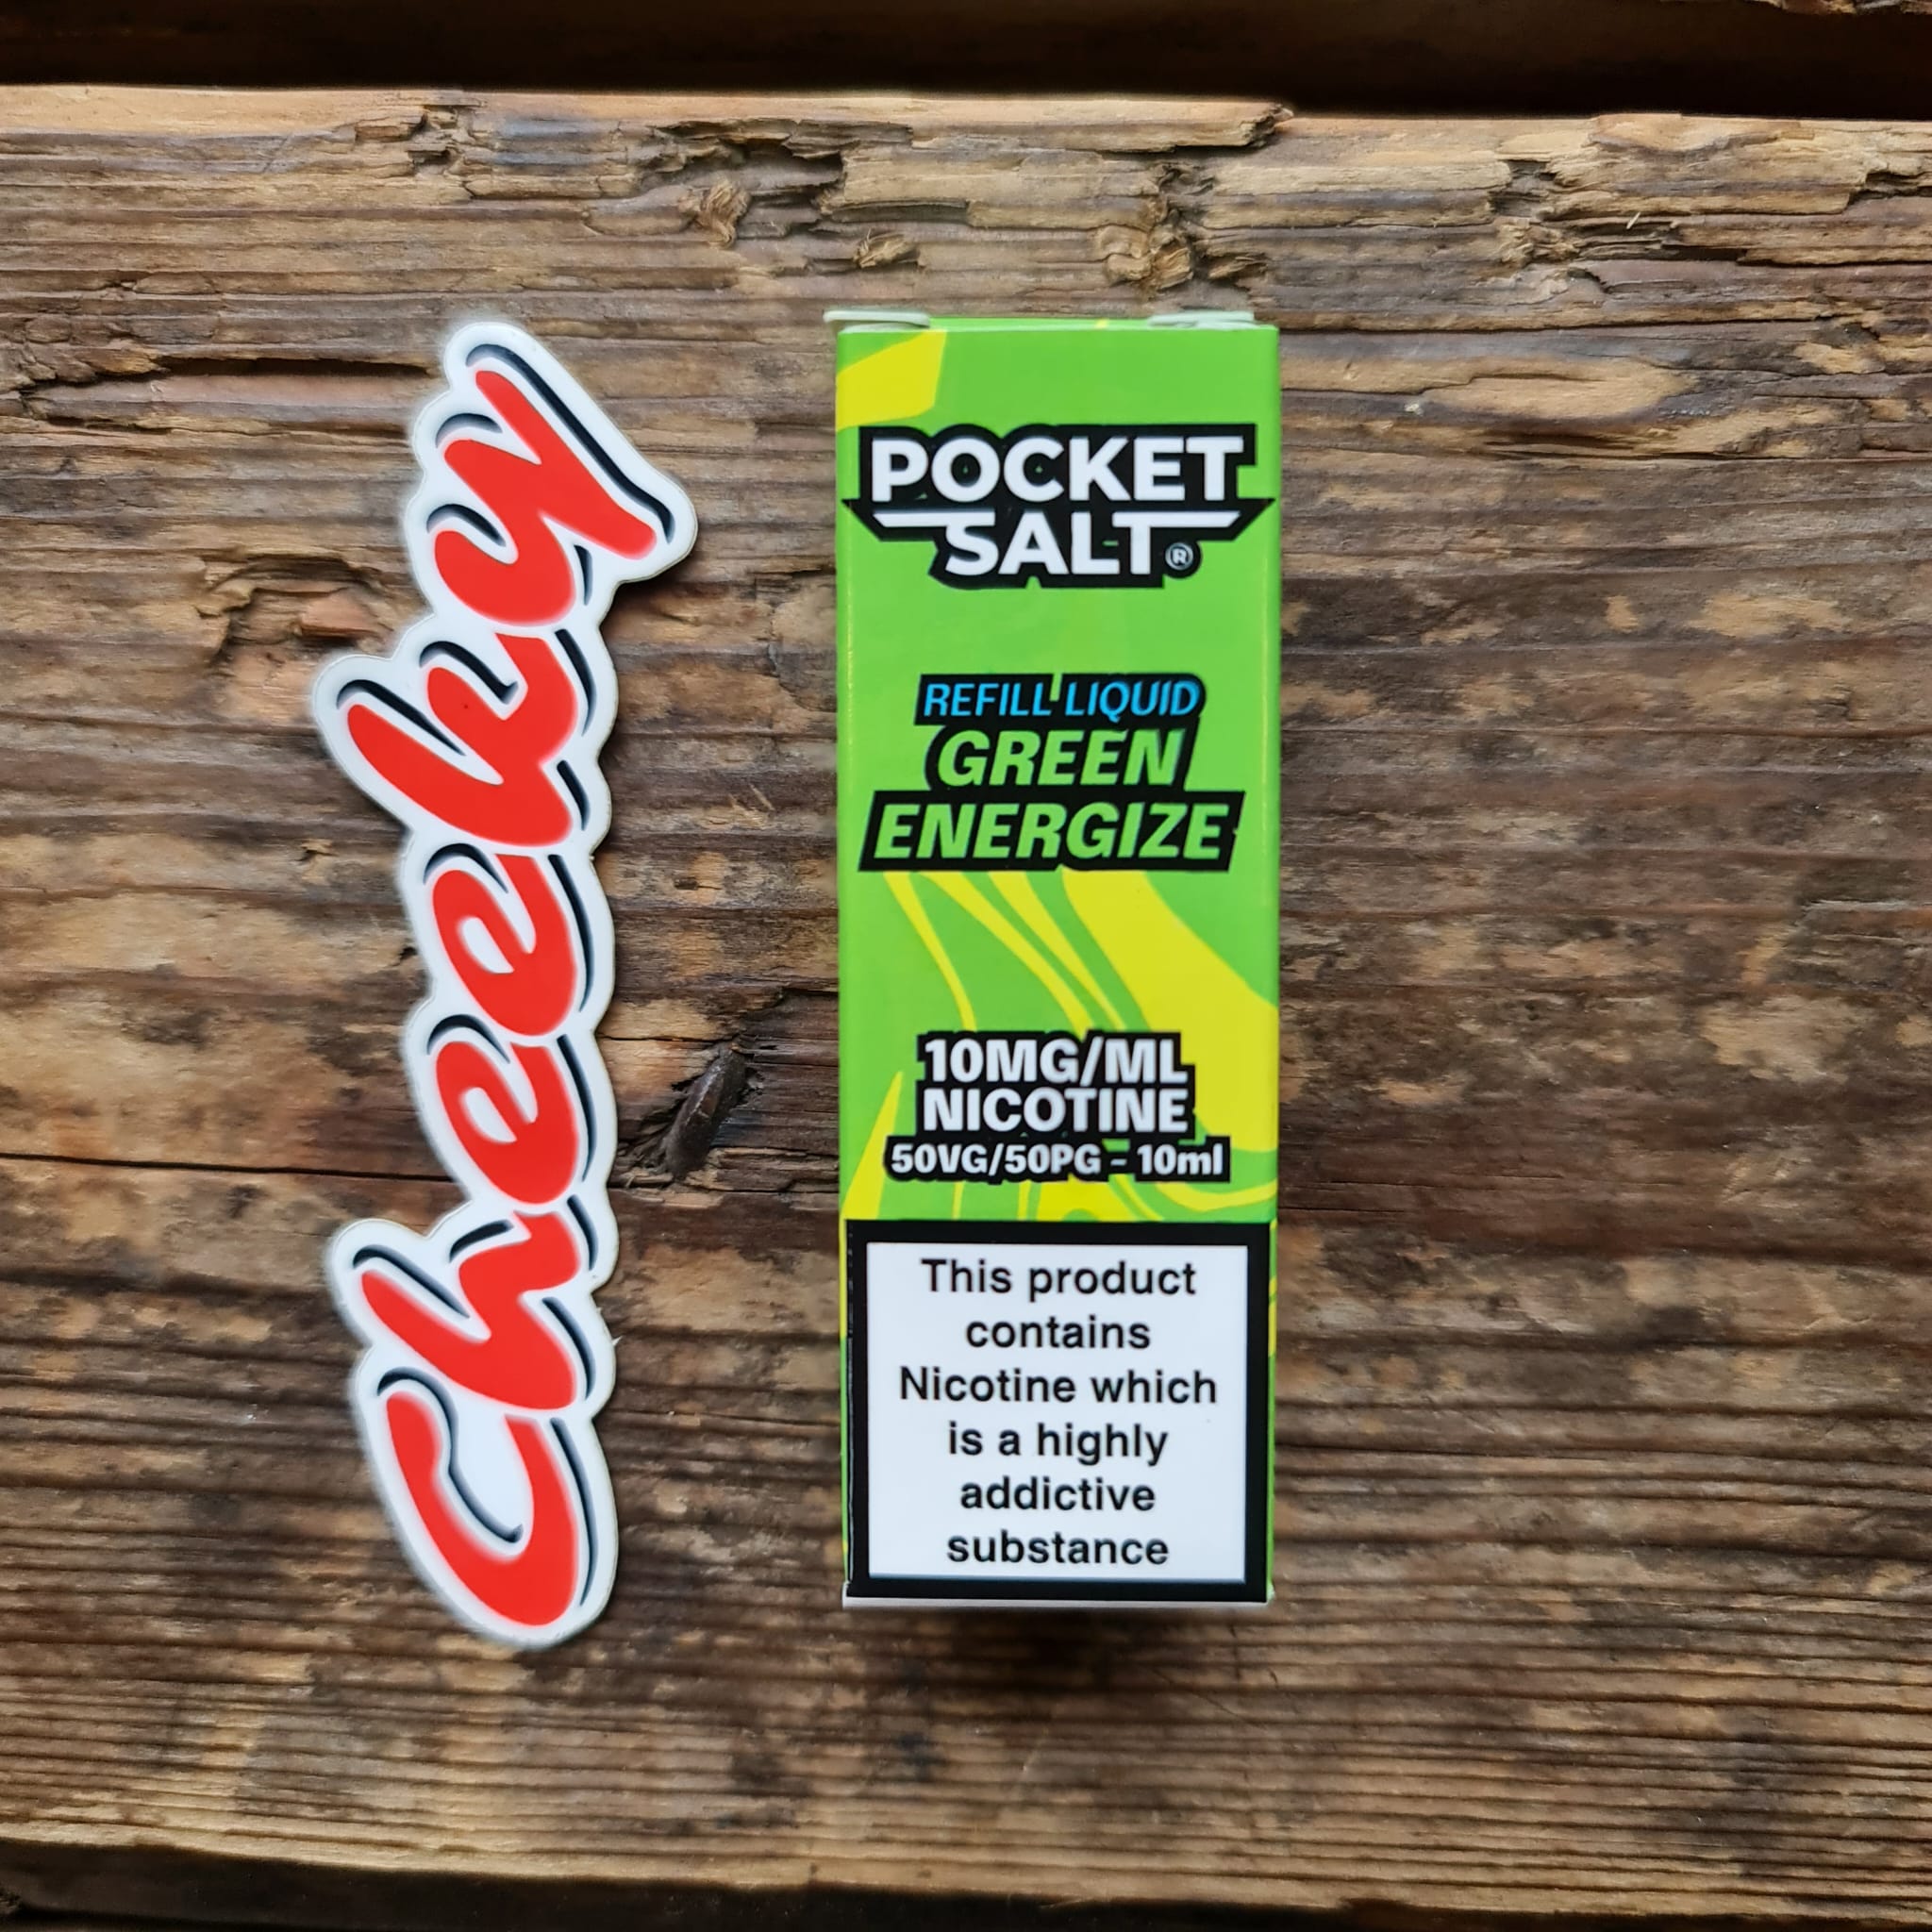 Cheeky
POCKET
SALT®
REFILL LIQUID
GREEN
ENERGIZE
10MG/ML
NICOTINE
50VG/50PG - 10ml
This product
contains
Nicotine which
is a highly
addictive
substance